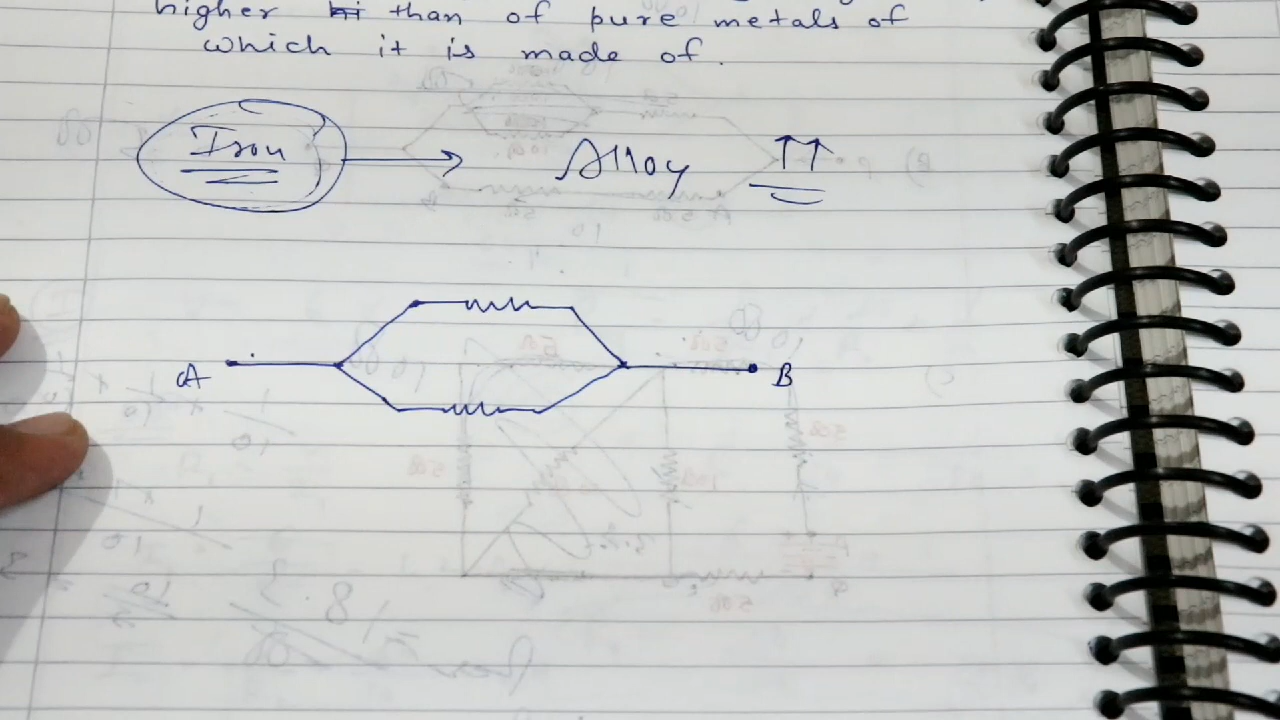 higher than of pure metals of
which it is made of.
Iron → Alloy ↑↑
A B